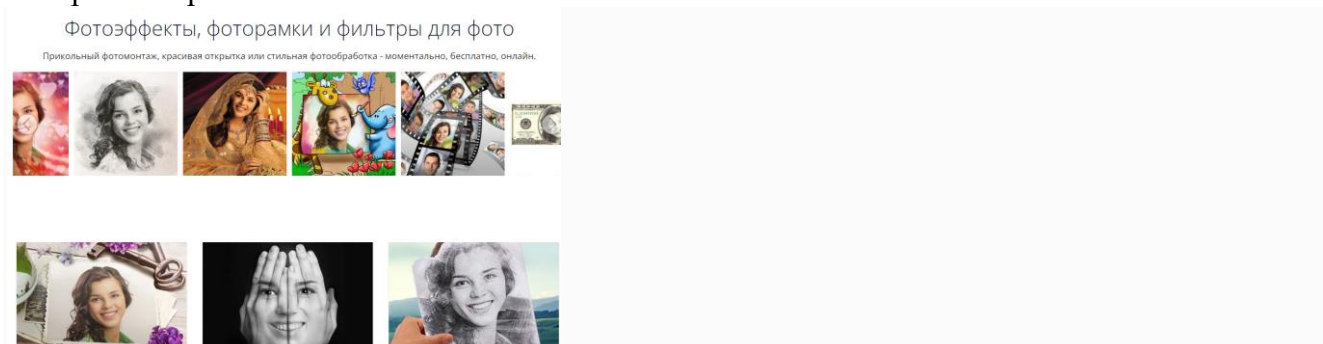 Фотоэффекты, фоторамки и фильтры для фото
Прикольный фотомонтаж, красивая открытка или стильная фотообработка - моментально, бесплатно, онлайн.